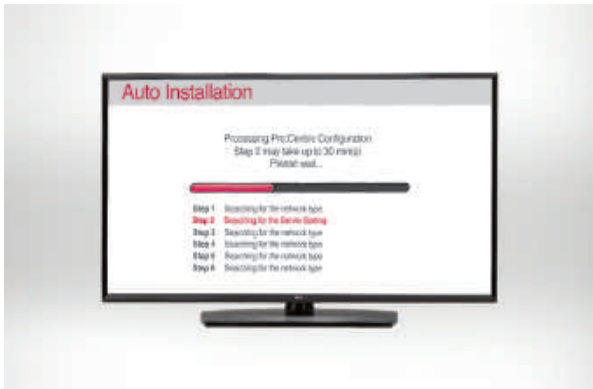 Auto Installation
Processing Pro:Centric Configuration
Step 2 may take up to 30 min(s)
Please wait...
Step 1 Searching for the network type
Step 2 Searching for the Server Setting
Step 3 Searching for the network type
Step 4 Searching for the network type
Step 5 Searching for the network type
Step 6 Searching for the network type